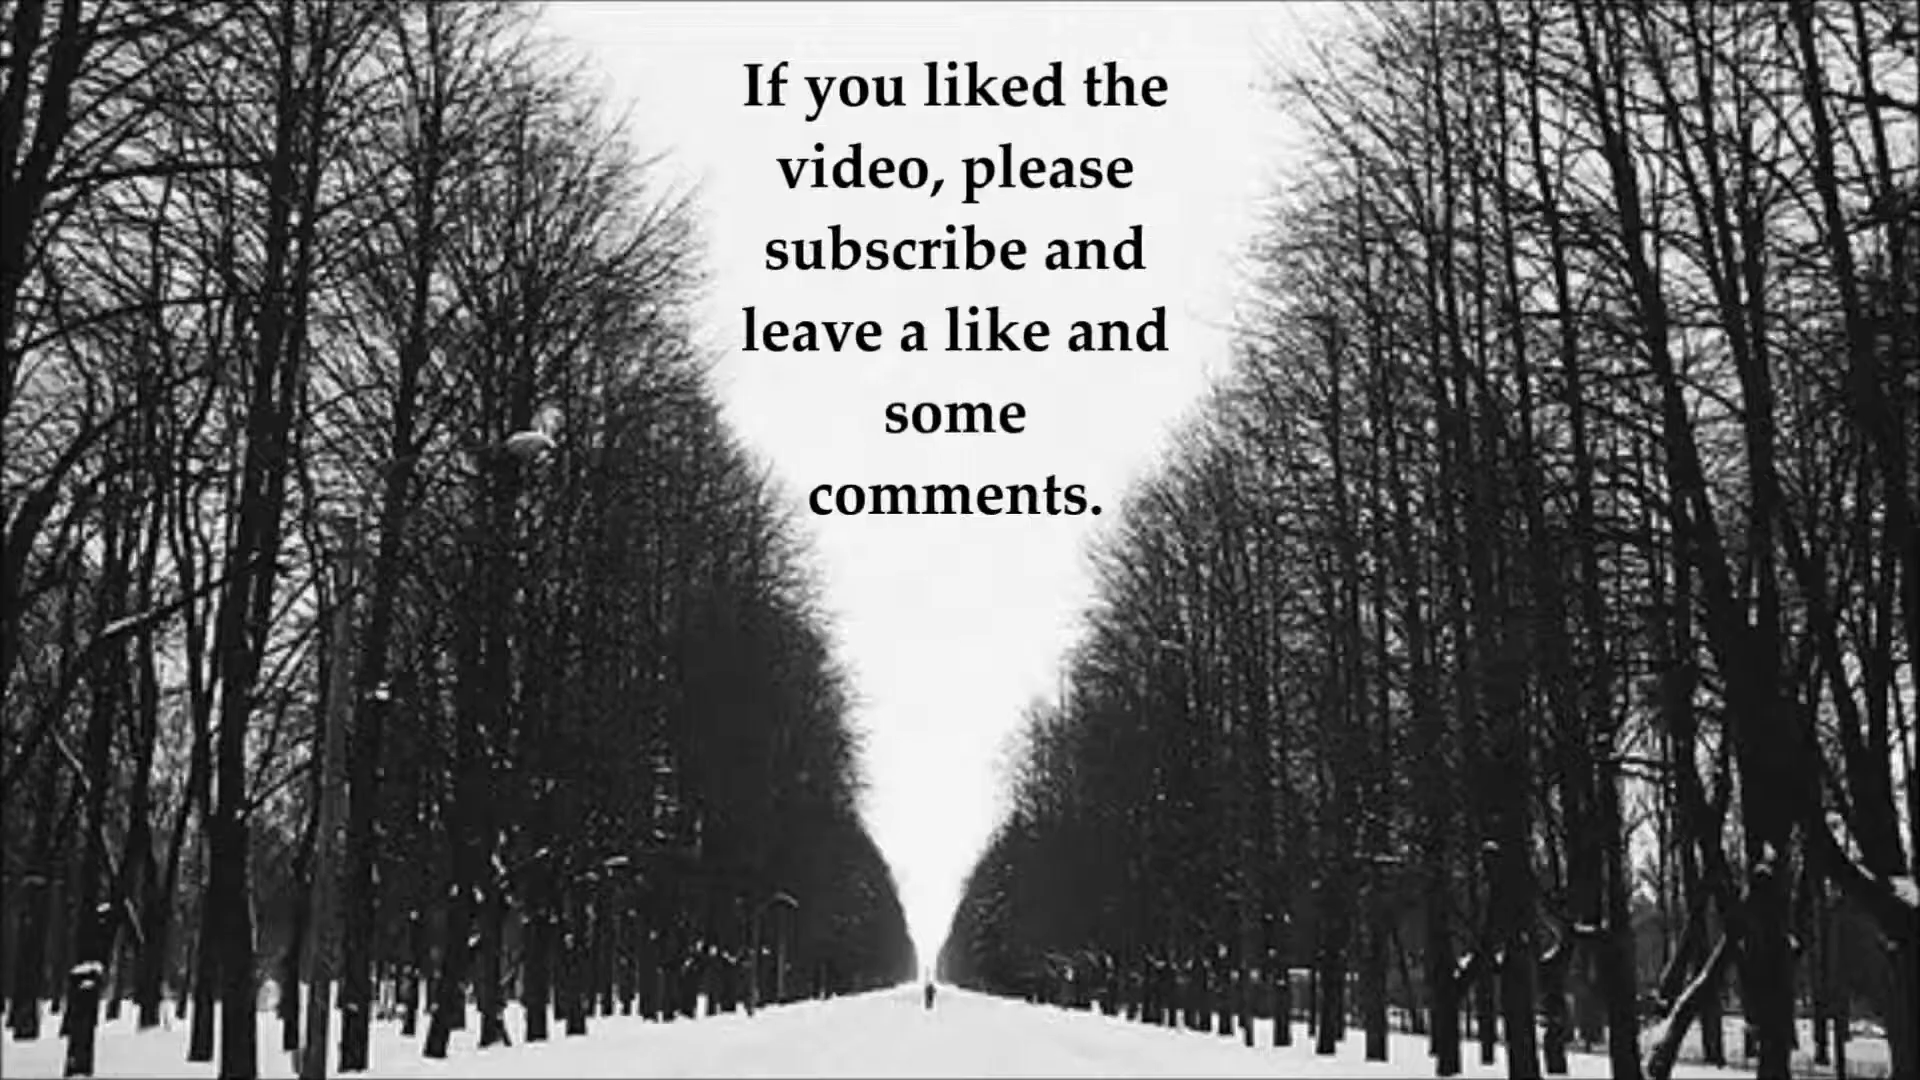 If you liked the
video, please
subscribe and
leave a like and
some
comments.